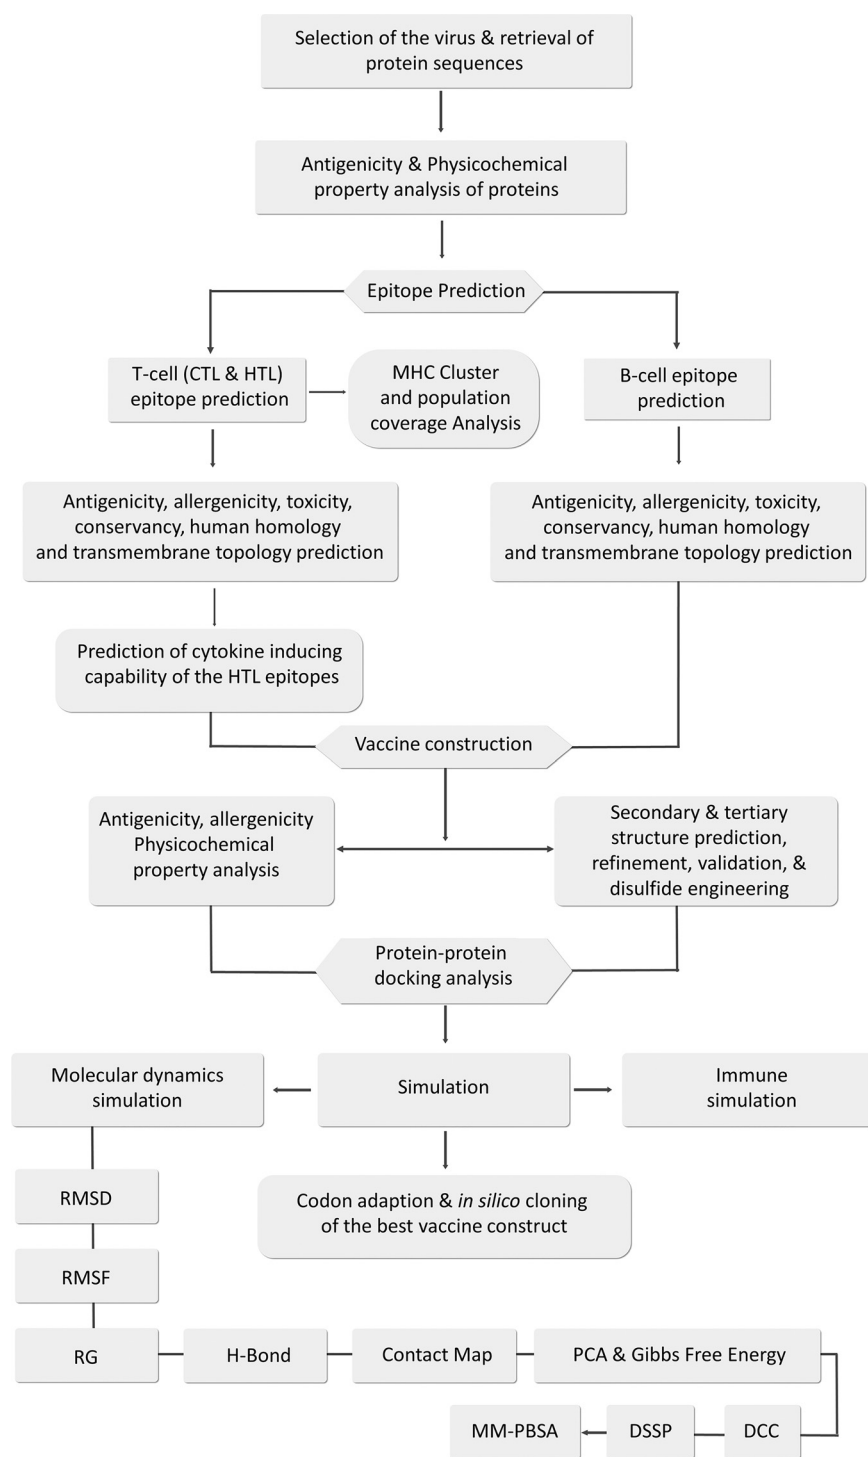 Selection of the virus & retrieval of
protein sequences
Antigenicity & Physicochemical
property analysis of proteins
Epitope Prediction
T-cell (CTL & HTL)
epitope prediction
MHC Cluster
and population
coverage Analysis
B-cell epitope
prediction
Antigenicity, allergenicity, toxicity,
conservancy, human homology
and transmembrane topology prediction
Antigenicity, allergenicity, toxicity,
conservancy, human homology
and transmembrane topology prediction
Prediction of cytokine inducing
capability of the HTL epitopes
Vaccine construction
Antigenicity, allergenicity
Physicochemical
property analysis
Secondary & tertiary
structure prediction,
refinement, validation, &
disulfide engineering
Protein-protein
docking analysis
Molecular dynamics
simulation
Simulation
Immune
simulation
Codon adaption & in silico cloning
of the best vaccine construct
RMSD
RMSF
RG
H-Bond
Contact Map
PCA & Gibbs Free Energy
MM-PBSA
DSSP
DCC